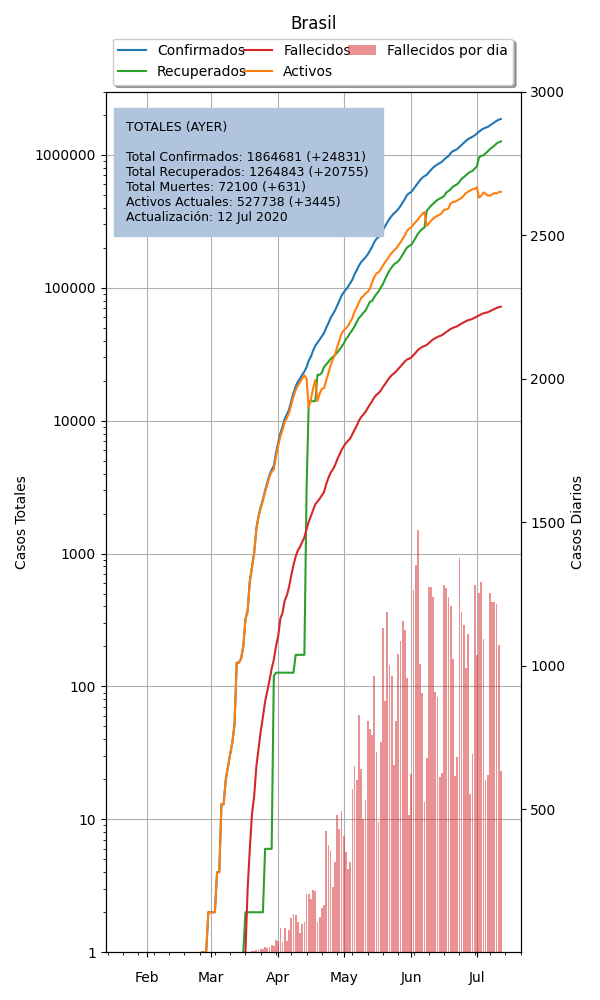 Brasil
Confirmados Fallecidos Fallecidos por dia
Recuperados Activos
TOTALES (AYER)
Total Confirmados: 1864681 (+24831)
Total Recuperados: 1264843 (+20755)
Total Muertes: 72100 (+631)
Activos Actuales: 527738 (+3445)
Actualización: 12 Jul 2020
Casos Totales
1000000
100000
10000
1000
100
10
1
3000
2500
2000
1500
1000
500
Casos Diarios
Feb Mar Apr May Jun Jul